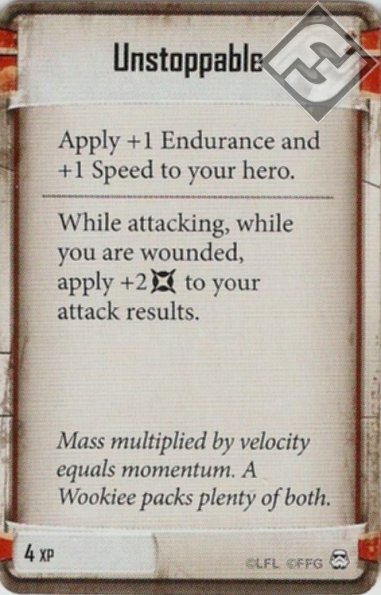 Unstoppable
Apply +1 Endurance and
+1 Speed to your hero.
While attacking, while
you are wounded,
apply +2 to your
attack results.
Mass multiplied by velocity
equals momentum. A
Wookiee packs plenty of both.
4 XP
©LFL ©FFG